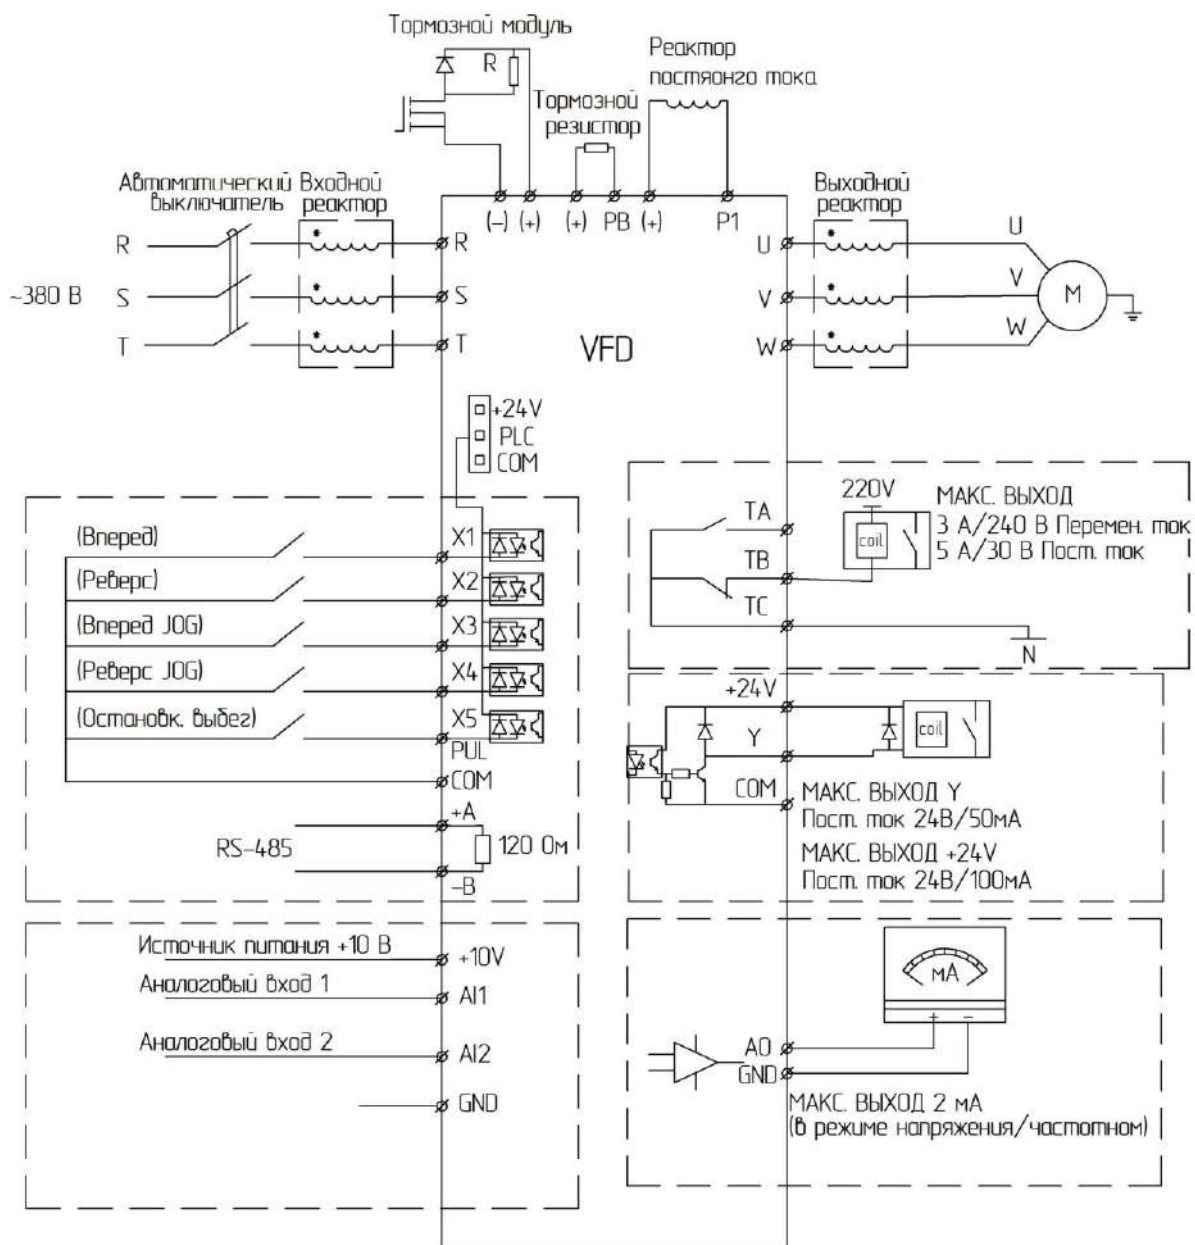 Тормозной модуль
R
Реактор
постяонго тока
Тормозной
резистор
Автоматический
выключатель
Входной
реактор
(-) (+) (+) PB (+) P1
Выходной
реактор
R
R
U
U
~380 В
S
S
V
V
M
T
T
VFD
W
W
+24V
PLC
COM
(Вперед)
X1
(Реверс)
X2
(Вперед JOG)
X3
(Реверс JOG)
X4
(Остановк. выбег)
X5
PUL
COM
+A
RS-485
120 Ом
-B
TA
220V
coil
МАКС. ВЫХОД
3 А/240 В Перемен. ток
5 А/30 В Пост. ток
TB
TC
N
+24V
Y
coil
COM
МАКС. ВЫХОД Y
Пост. ток 24В/50мА
МАКС. ВЫХОД +24V
Пост. ток 24В/100мА
Источник питания +10 В
+10V
Аналоговый вход 1
AI1
Аналоговый вход 2
AI2
GND
мА
+ −
AO
GND
МАКС. ВЫХОД 2 мА
(в режиме напряжения/частотном)